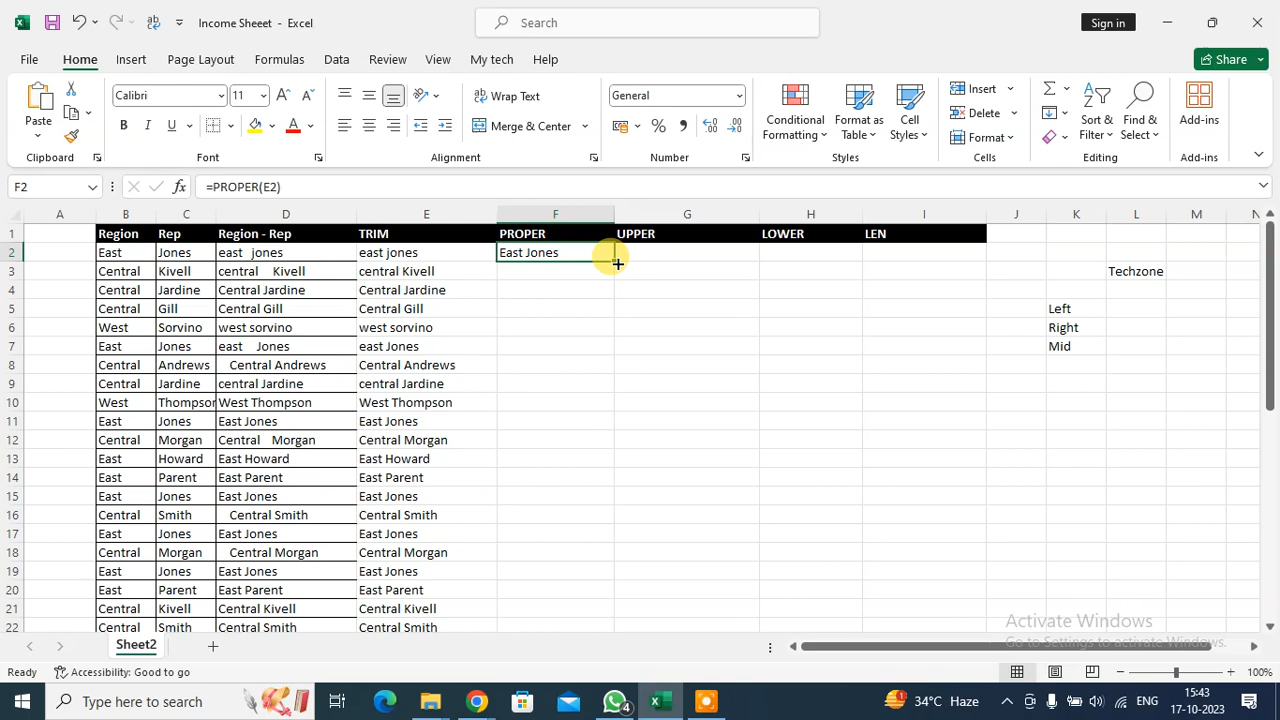 Income Sheeet - Excel
Search
Sign in
File Home Insert Page Layout Formulas Data Review View My tech Help
Share
Paste
Calibri 11
Wrap Text
Merge & Center
General
Conditional Formatting
Format as Table
Cell Styles
Insert
Delete
Format
Sort & Filter
Find & Select
Add-ins
Clipboard Font Alignment Number Styles Cells Editing Add-ins
F2 fx =PROPER(E2)
A B C D E F G H I J K L M N
1 Region Rep Region - Rep TRIM PROPER UPPER LOWER LEN
2 East Jones east   jones east jones East Jones
3 Central Kivell central    Kivell central Kivell Techzone
4 Central Jardine Central Jardine Central Jardine
5 Central Gill Central Gill Central Gill Left
6 West Sorvino west sorvino west sorvino Right
7 East Jones east    Jones east Jones Mid
8 Central Andrews Central Andrews Central Andrews
9 Central Jardine central Jardine central Jardine
10 West Thompson West Thompson West Thompson
11 East Jones East Jones East Jones
12 Central Morgan Central    Morgan Central Morgan
13 East Howard East Howard East Howard
14 East Parent East Parent East Parent
15 East Jones East Jones East Jones
16 Central Smith Central Smith Central Smith
17 East Jones East Jones East Jones
18 Central Morgan Central Morgan Central Morgan
19 East Jones East Jones East Jones
20 East Parent East Parent East Parent
21 Central Kivell Central Kivell Central Kivell
22 Central Smith Central Smith Central Smith
Activate Windows
Go to Settings to activate Windows.
Sheet2
Ready Accessibility: Good to go 100%
Type here to search
4
34°C Haze
ENG
15:43
17-10-2023